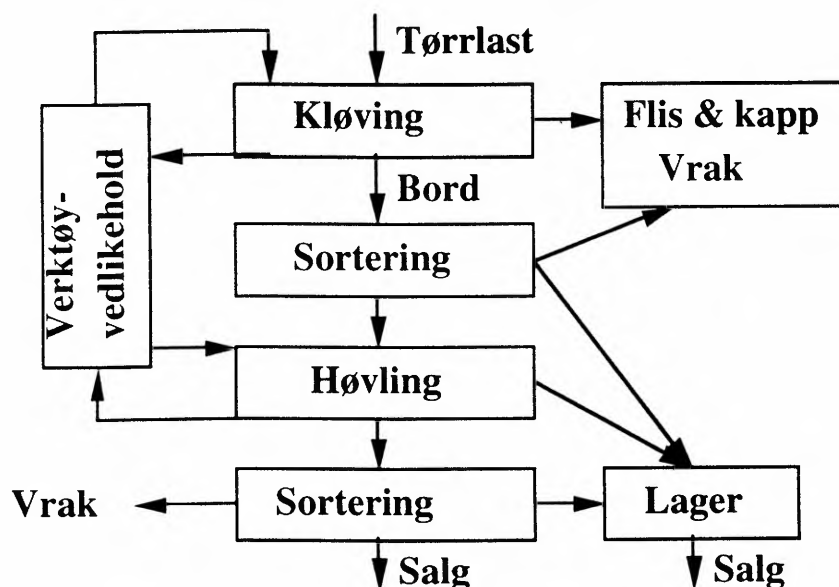 Tørrlast
Kløving
Flis & kapp
Vrak
Verktøy-
vedlikehold
Bord
Sortering
Høvling
Vrak
Sortering
Lager
Salg
Salg